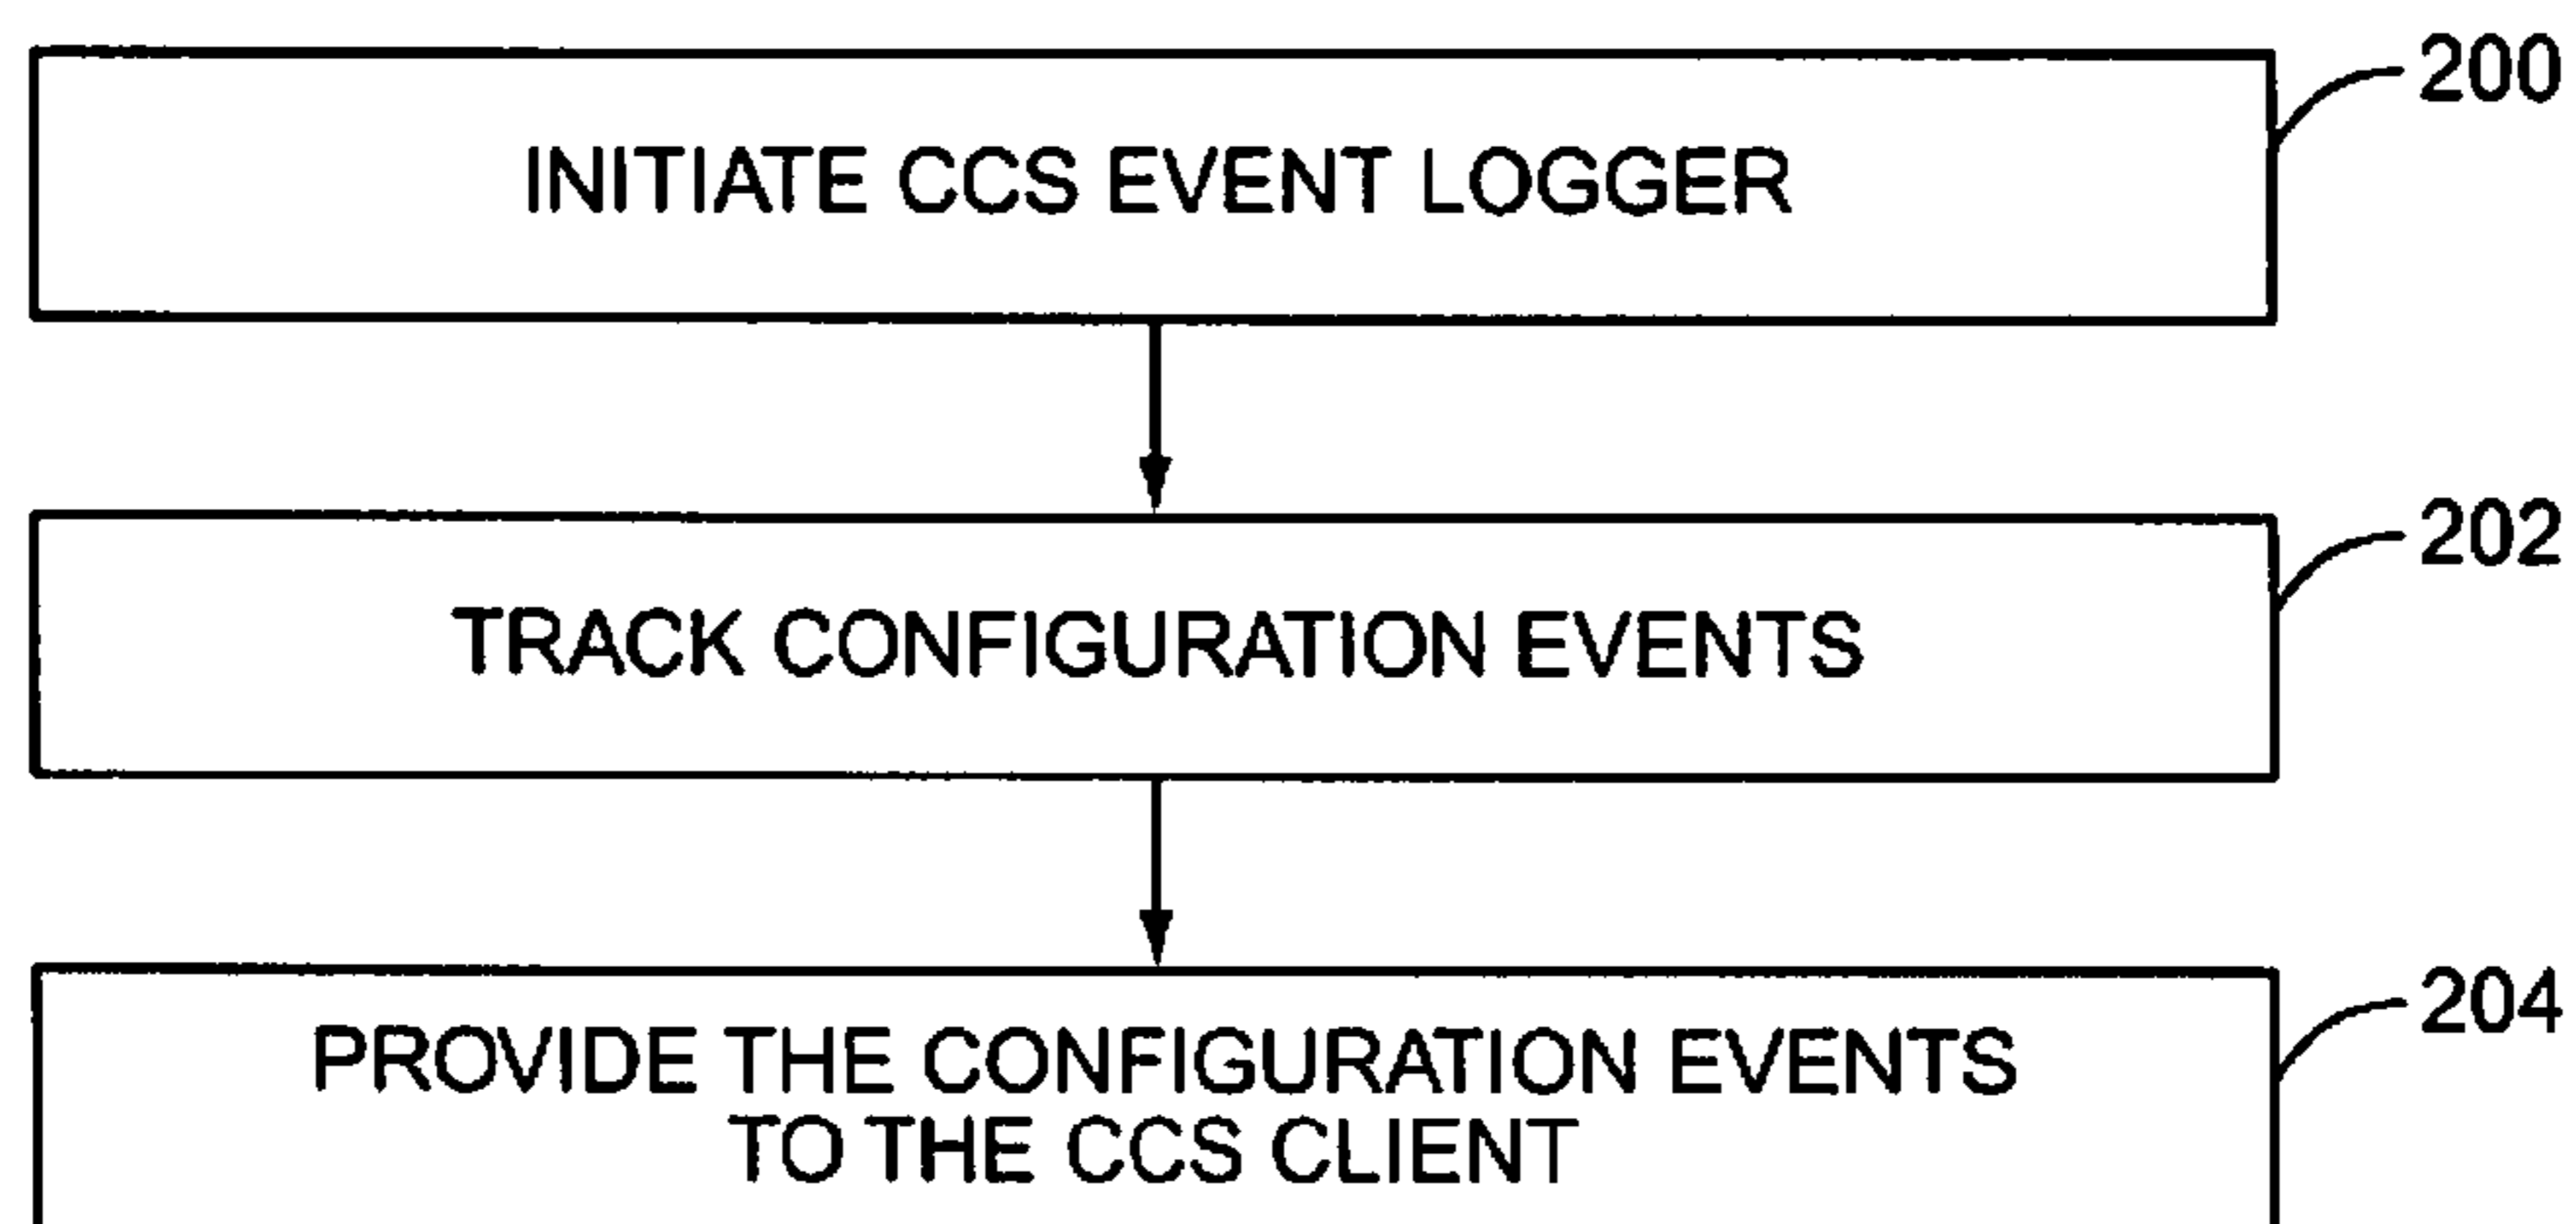 200
INITIATE CCS EVENT LOGGER
202
TRACK CONFIGURATION EVENTS
204
PROVIDE THE CONFIGURATION EVENTS
TO THE CCS CLIENT